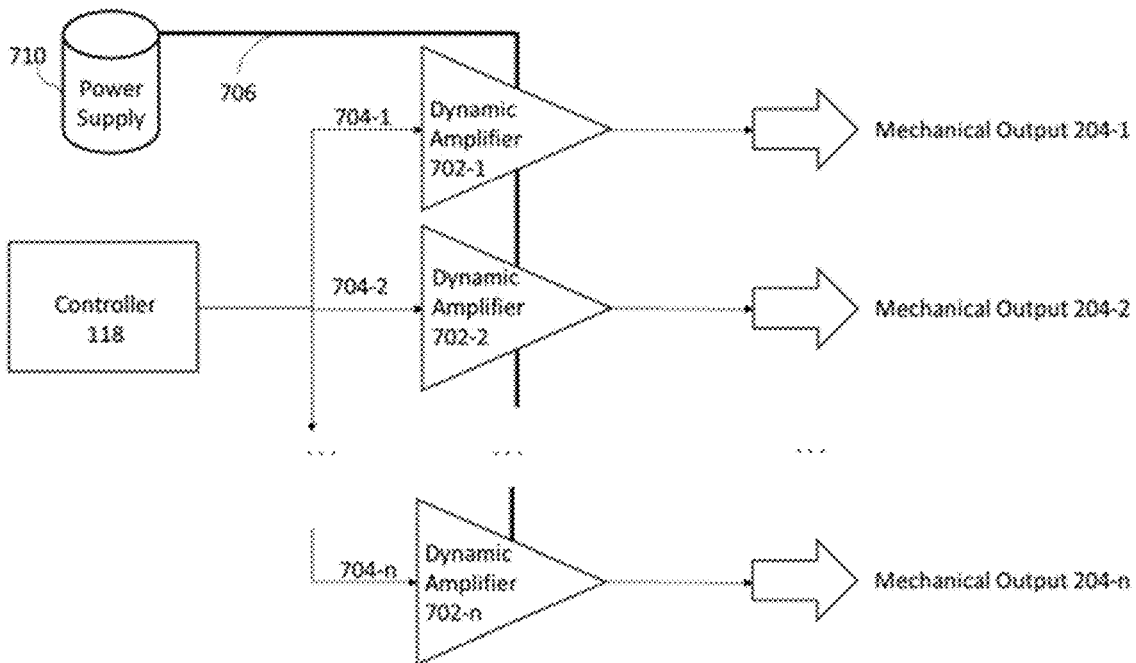 710
Power
Supply
706
704-1
Dynamic
Amplifier
702-1
Mechanical Output 204-1
Controller
118
704-2
Dynamic
Amplifier
702-2
Mechanical Output 204-2
704-n
Dynamic
Amplifier
702-n
Mechanical Output 204-n